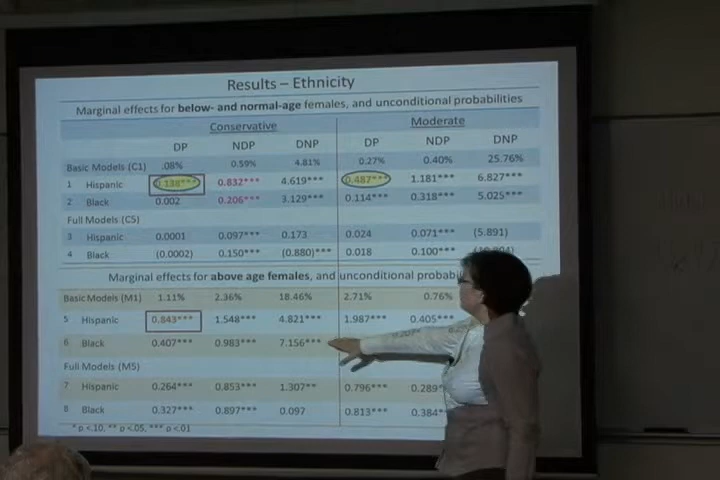 Results – Ethnicity
Marginal effects for below- and normal-age females, and unconditional probabilities
Conservative Moderate
DP NDP DNP DP NDP DNP
Basic Models (C1) .08% 0.59% 4.81% 0.27% 0.40% 25.76%
1 Hispanic 0.138*** 0.832*** 4.619*** 0.487*** 1.181*** 6.827***
2 Black 0.002 0.206*** 3.129*** 0.114*** 0.318*** 5.025***
Full Models (C5)
3 Hispanic 0.0001 0.097*** 0.173 0.024 0.071*** (5.891)
4 Black (0.0002) 0.150*** (0.880)*** 0.018 0.100***
Marginal effects for above age females, and unconditional
Basic Models (M1) 1.11% 2.36% 18.46% 2.71% 0.76%
5 Hispanic 0.843*** 1.548*** 4.821*** 1.987*** 0.405***
6 Black 0.407*** 0.983*** 7.156***
Full Models (M5)
7 Hispanic 0.264*** 0.853*** 1.307** 0.796*** 0.289
8 Black 0.327*** 0.897*** 0.097 0.813*** 0.384*
* p <.10, ** p <.05, *** p <.01